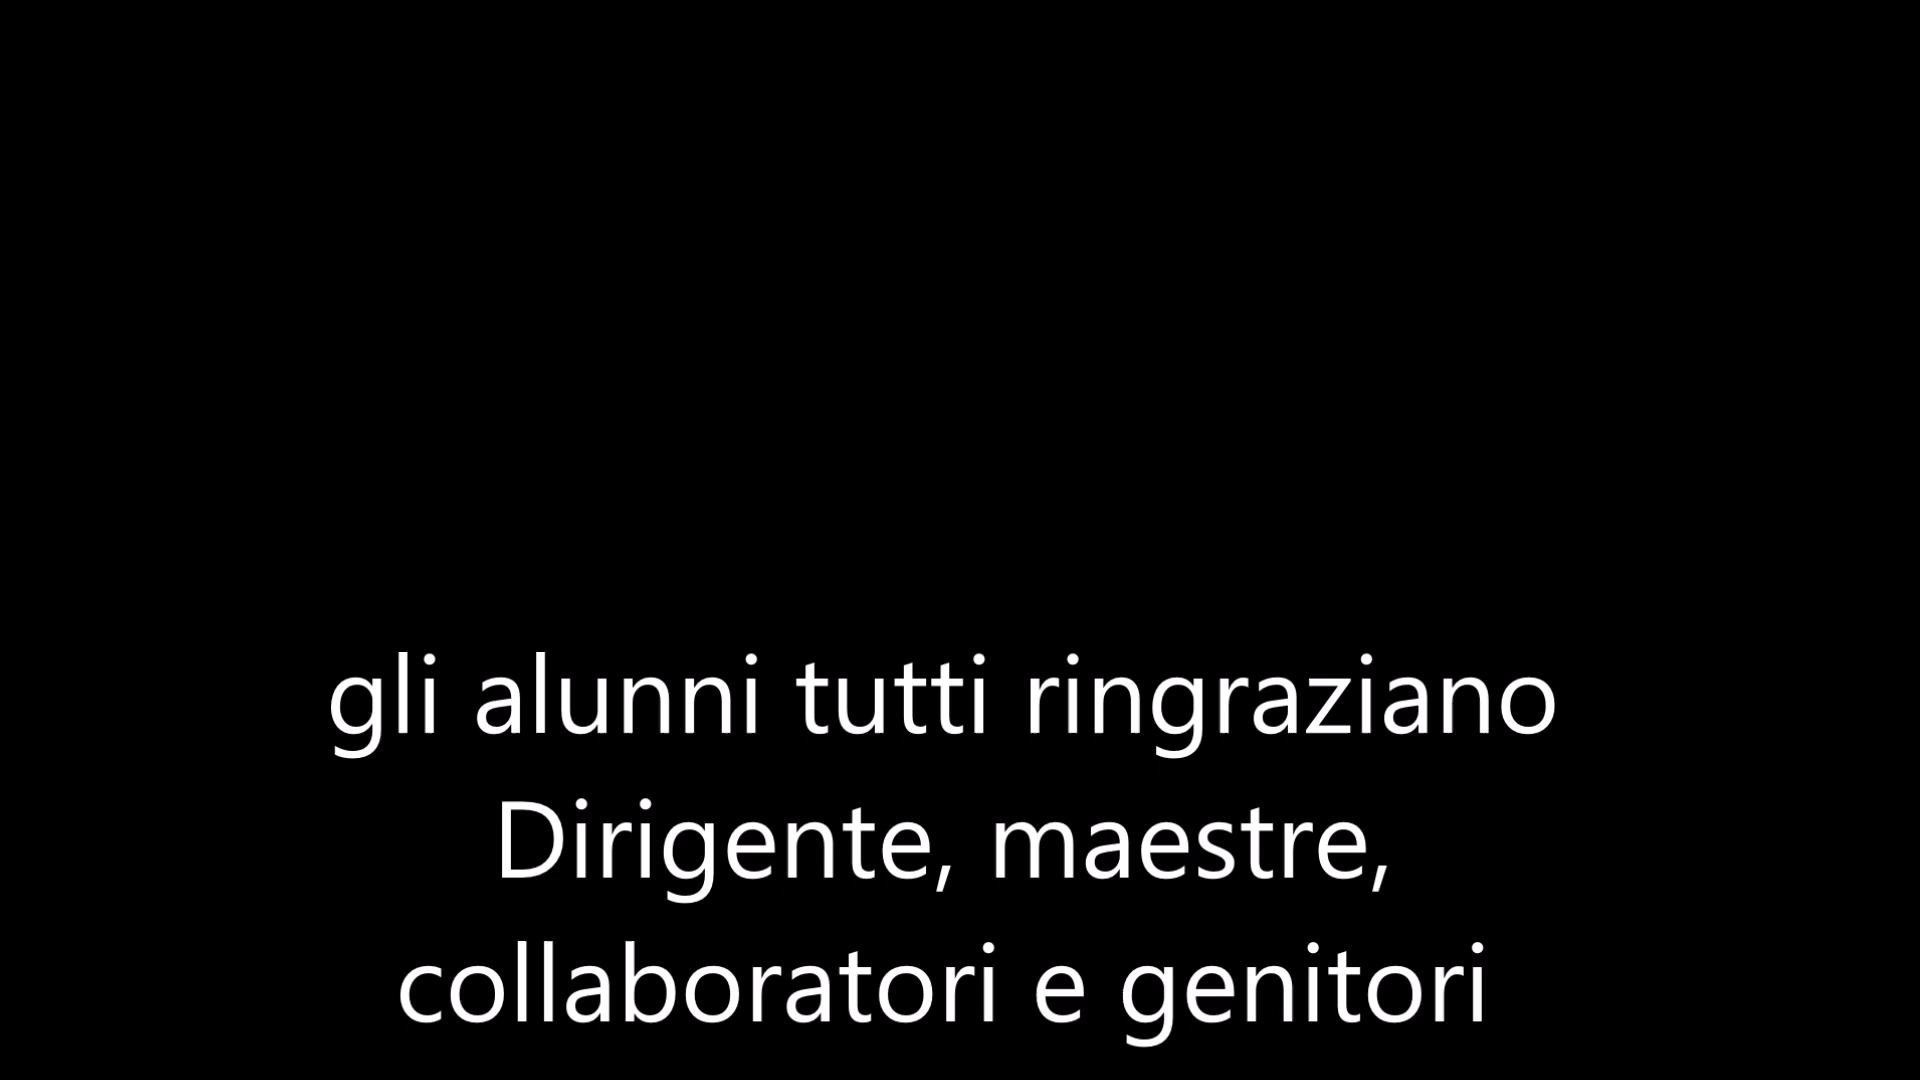 gli alunni tutti ringraziano
Dirigente, maestre,
collaboratori e genitori